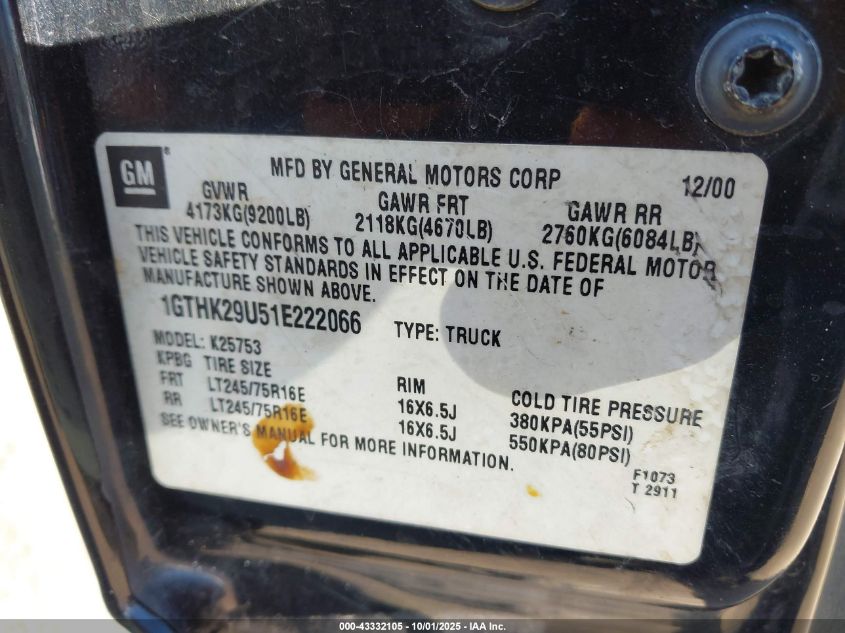 GM
MFD BY GENERAL MOTORS CORP 12/00
GVWR GAWR FRT GAWR RR
4173KG(9200LB) 2118KG(4670LB) 2760KG(6084LB)
THIS VEHICLE CONFORMS TO ALL APPLICABLE U.S. FEDERAL MOTOR
VEHICLE SAFETY STANDARDS IN EFFECT ON THE DATE OF
MANUFACTURE SHOWN ABOVE.
1GTHK29U51E222066 TYPE: TRUCK
MODEL: K25753
KPBG TIRE SIZE RIM COLD TIRE PRESSURE
FRT LT245/75R16E 16X6.5J 380KPA(55PSI)
RR LT245/75R16E 16X6.5J 550KPA(80PSI)
SEE OWNER'S MANUAL FOR MORE INFORMATION.
F1073
T 2911
000-43332105 - 10/01/2025 - IAA Inc.